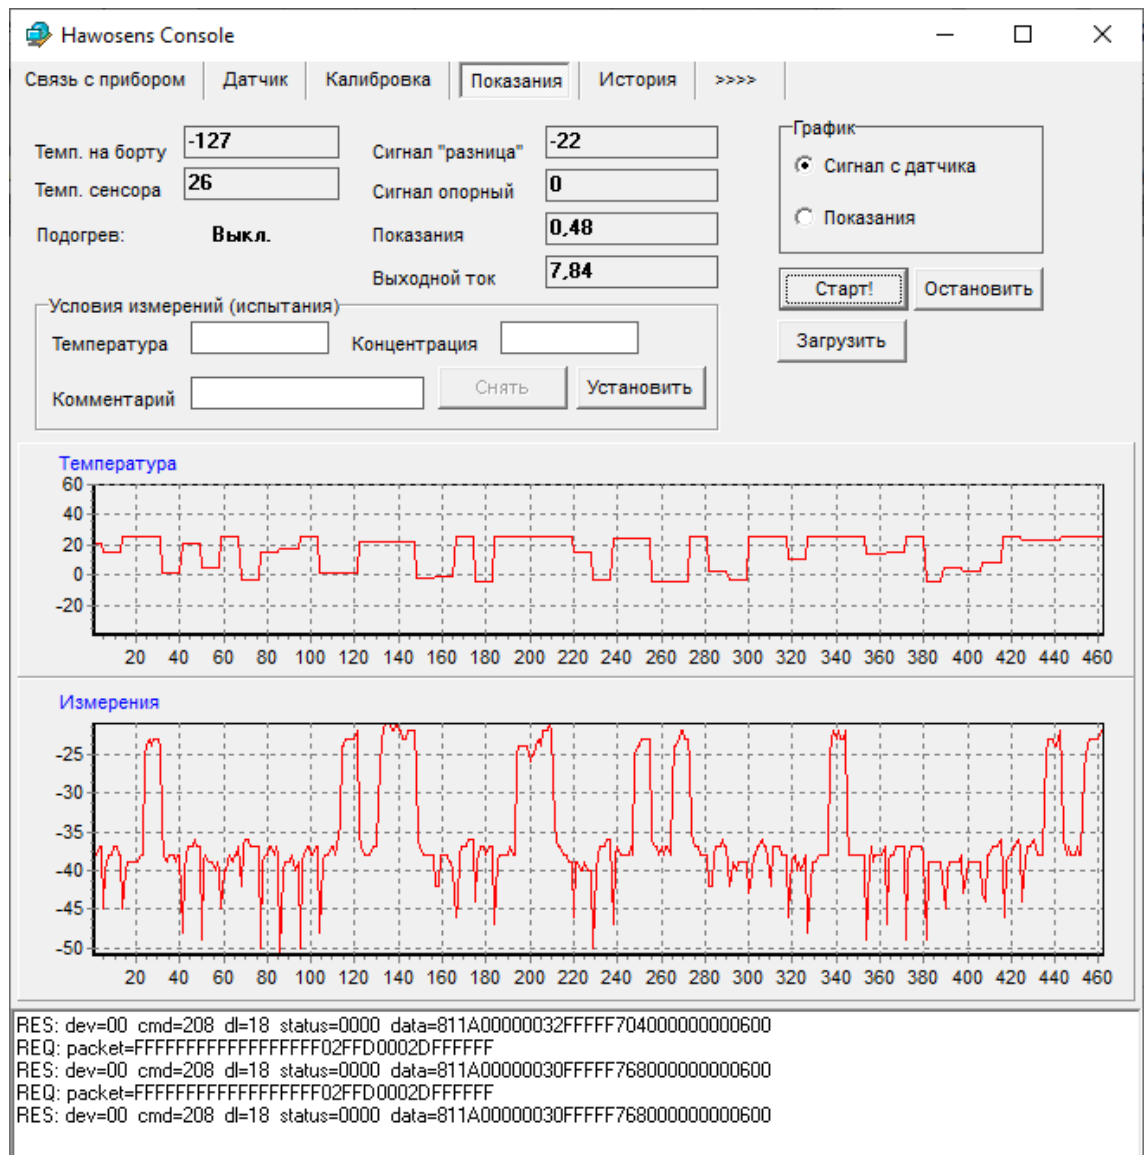 Hawosens Console
Связь с прибором Датчик Калибровка Показания История >>>>
Темп. на борту -127 Сигнал "разница" -22 График
Темп. сенсора 26 Сигнал опорный 0 Сигнал с датчика
Подогрев: Выкл. Показания 0,48 Показания
Выходной ток 7,84 Старт! Остановить
Условия измерений (испытания)
Температура Концентрация Загрузить
Комментарий Снять Установить
Температура
60
40
20
0
-20
20 40 60 80 100 120 140 160 180 200 220 240 260 280 300 320 340 360 380 400 420 440 460
Измерения
-25
-30
-35
-40
-45
-50
20 40 60 80 100 120 140 160 180 200 220 240 260 280 300 320 340 360 380 400 420 440 460
RES: dev=00 cmd=208 dl=18 status=0000 data=811A00000032FFFFF704000000000600
REQ: packet=FFFFFFFFFFFFFFFFFF02FFD0002DFFFFFF
RES: dev=00 cmd=208 dl=18 status=0000 data=811A00000030FFFFF768000000000600
REQ: packet=FFFFFFFFFFFFFFFFFF02FFD0002DFFFFFF
RES: dev=00 cmd=208 dl=18 status=0000 data=811A00000030FFFFF768000000000600